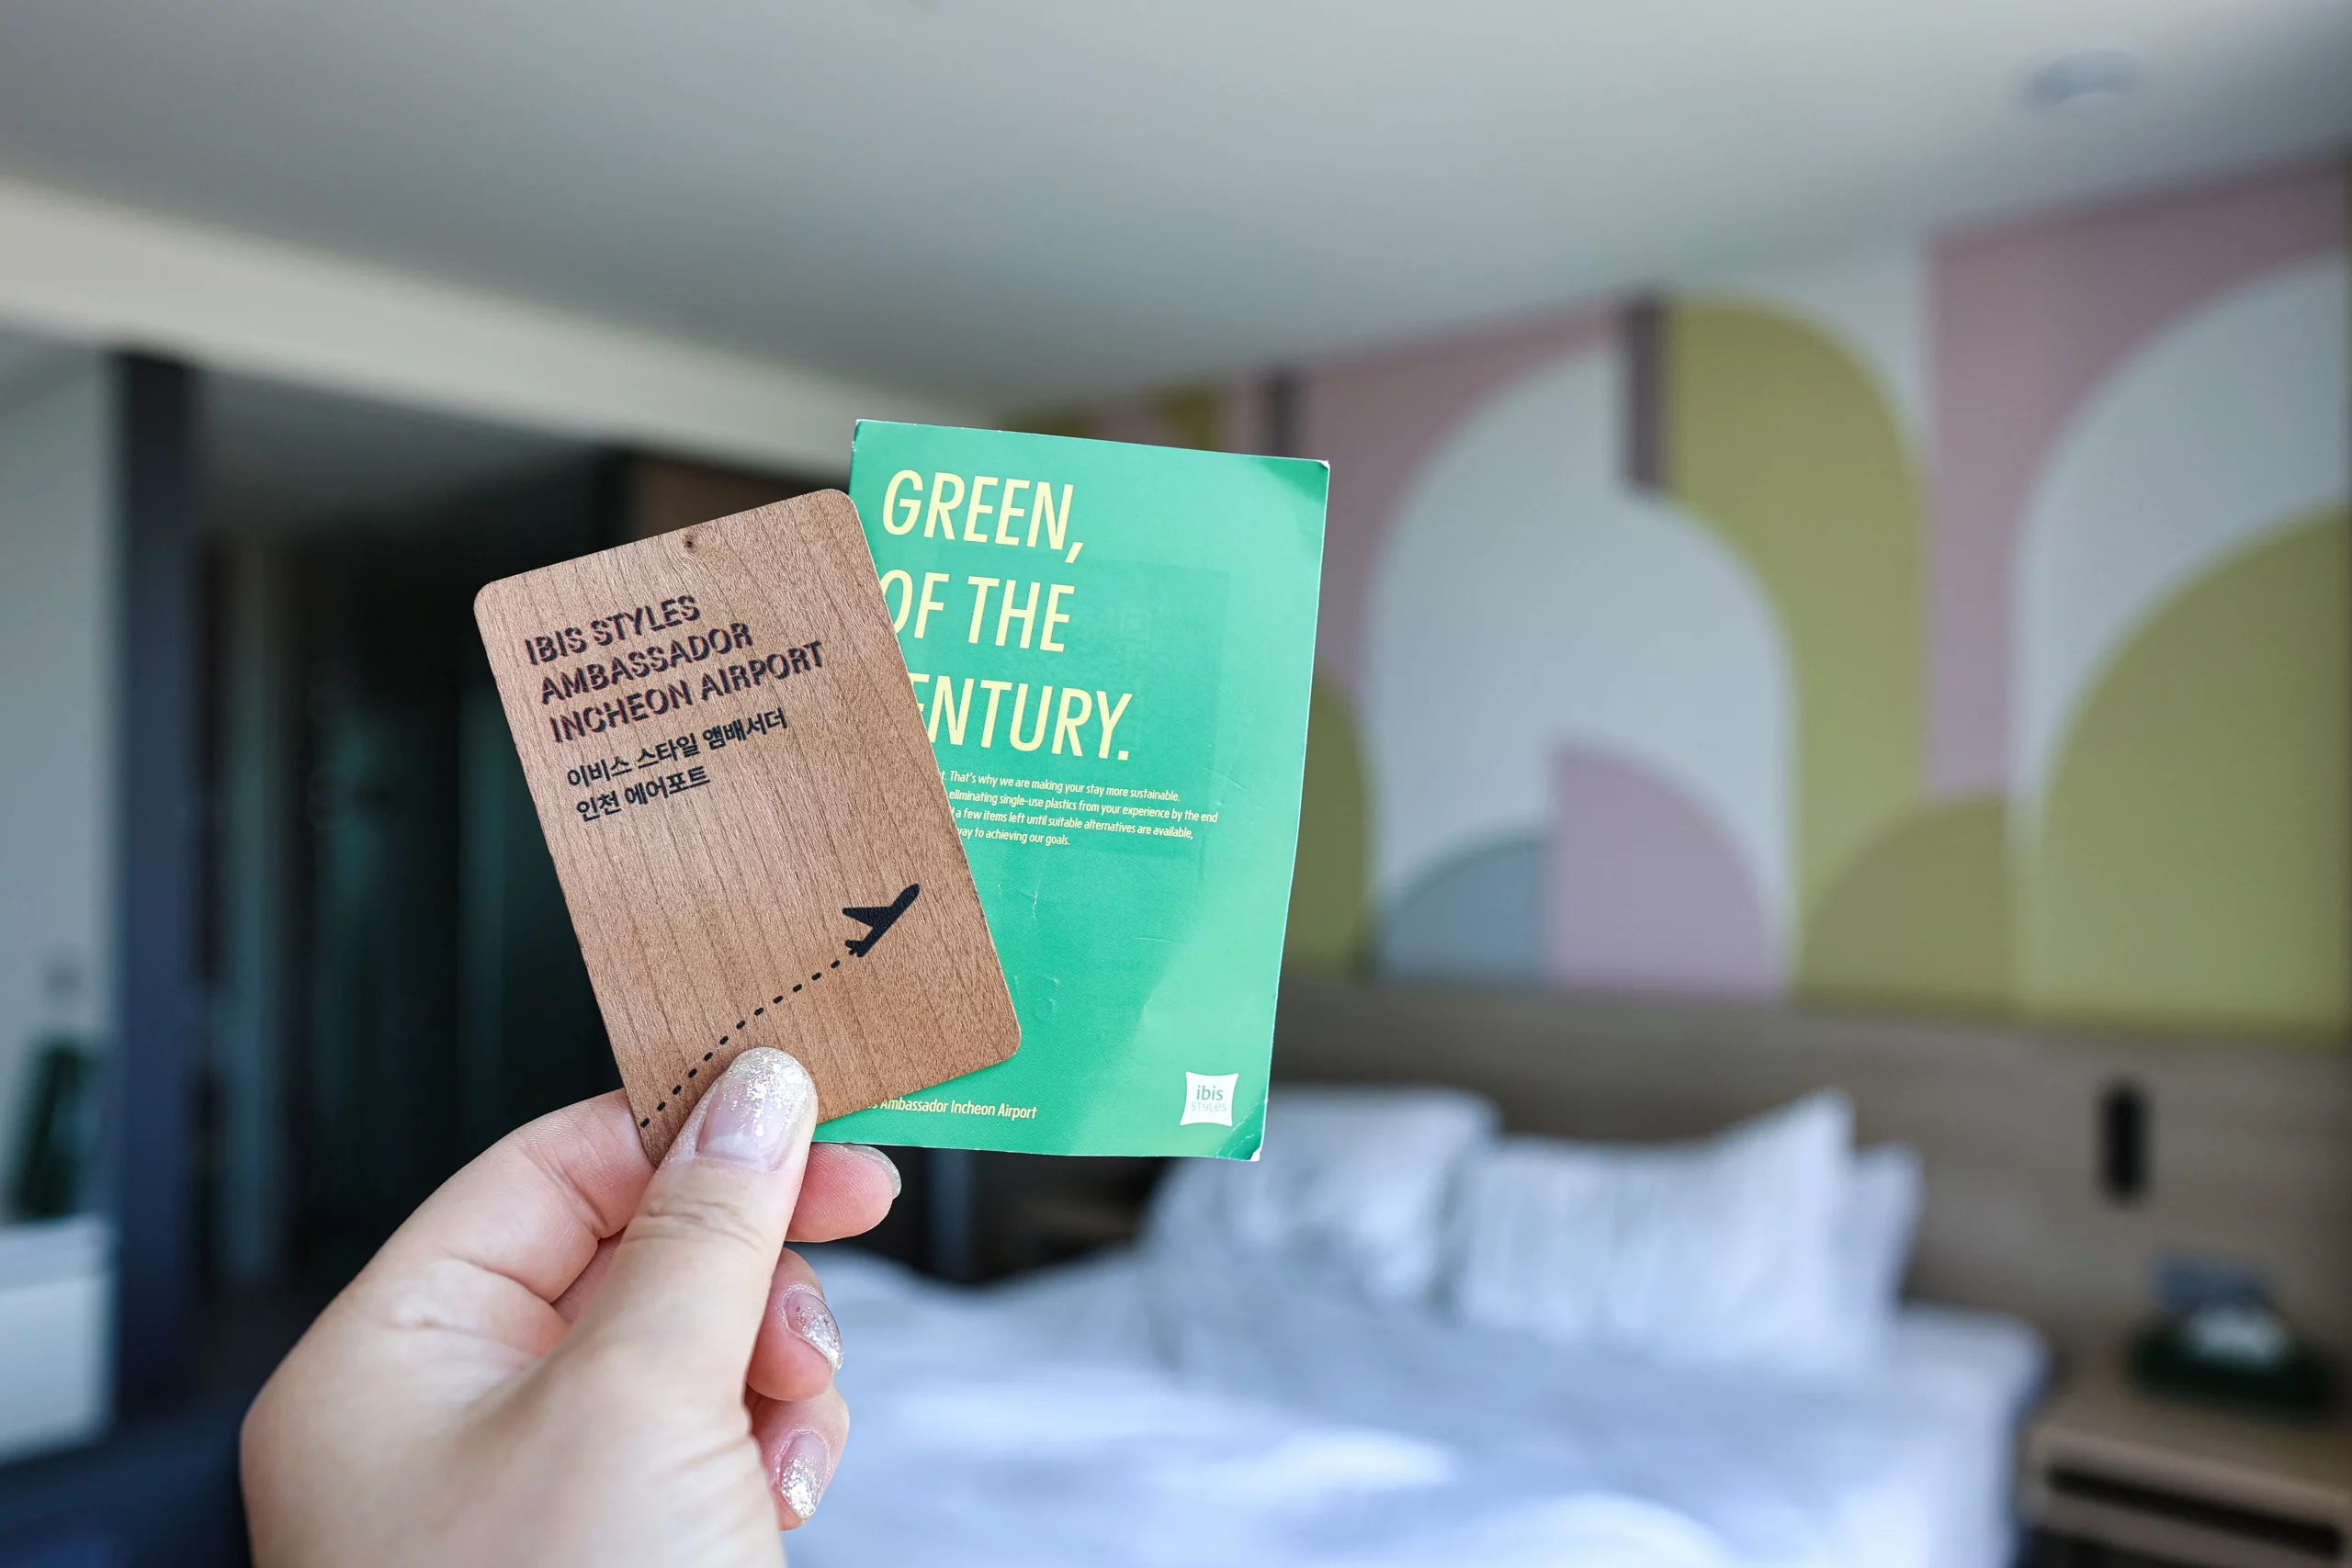 IBIS STYLES
AMBASSADOR
INCHEON AIRPORT
이비스 스타일 앰배서더
인천 에어포트
GREEN,
OF THE
ENTURY.
t. That's why we are making your stay more sustainable.
eliminating single-use plastics from your experience by the end
a few items left until suitable alternatives are available,
way to achieving our goals.
Ambassador Incheon Airport
ibis
STYLES